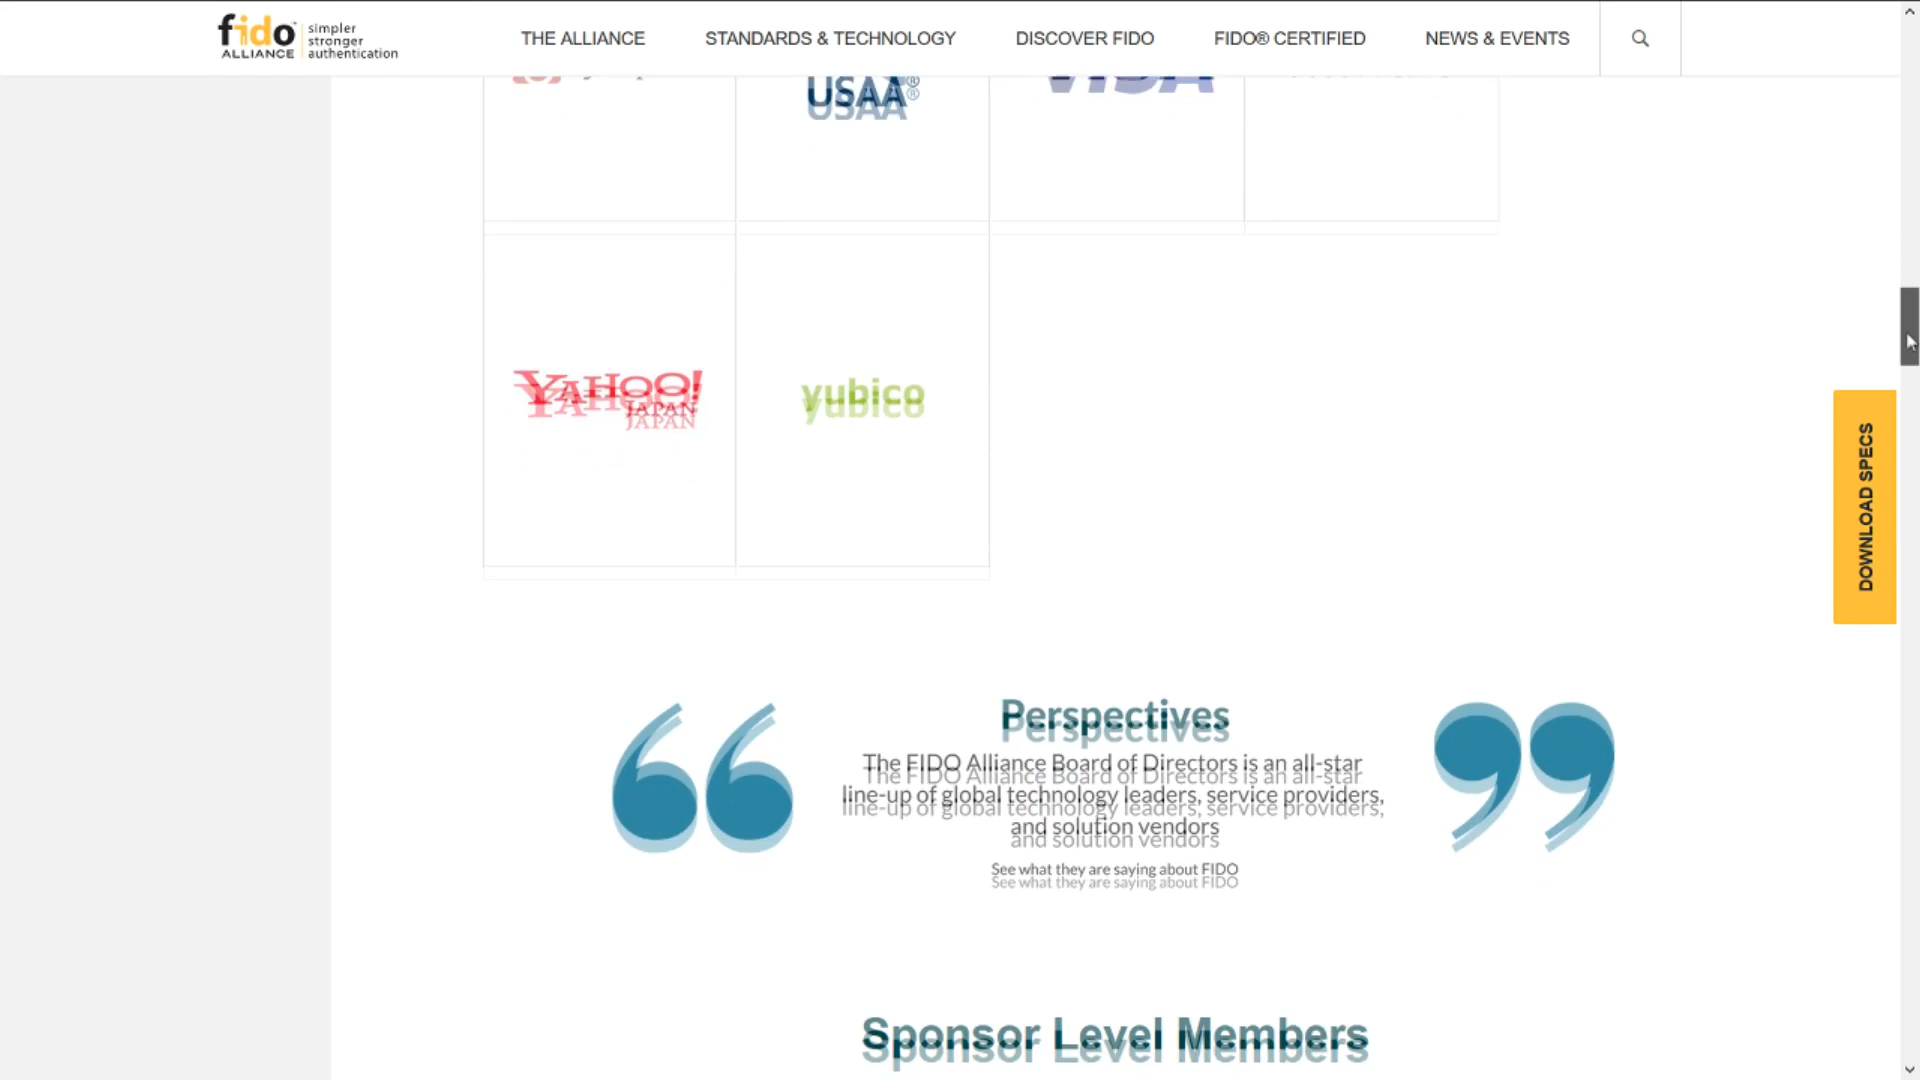 fido
ALLIANCE
simpler
stronger
authentication
THE ALLIANCE
STANDARDS & TECHNOLOGY
DISCOVER FIDO
FIDO® CERTIFIED
NEWS & EVENTS
USAA®
VISA
YAHOO!
JAPAN
yubico
DOWNLOAD SPECS
Perspectives
The FIDO Alliance Board of Directors is an all-star
line-up of global technology leaders, service providers,
and solution vendors
See what they are saying about FIDO
Sponsor Level Members